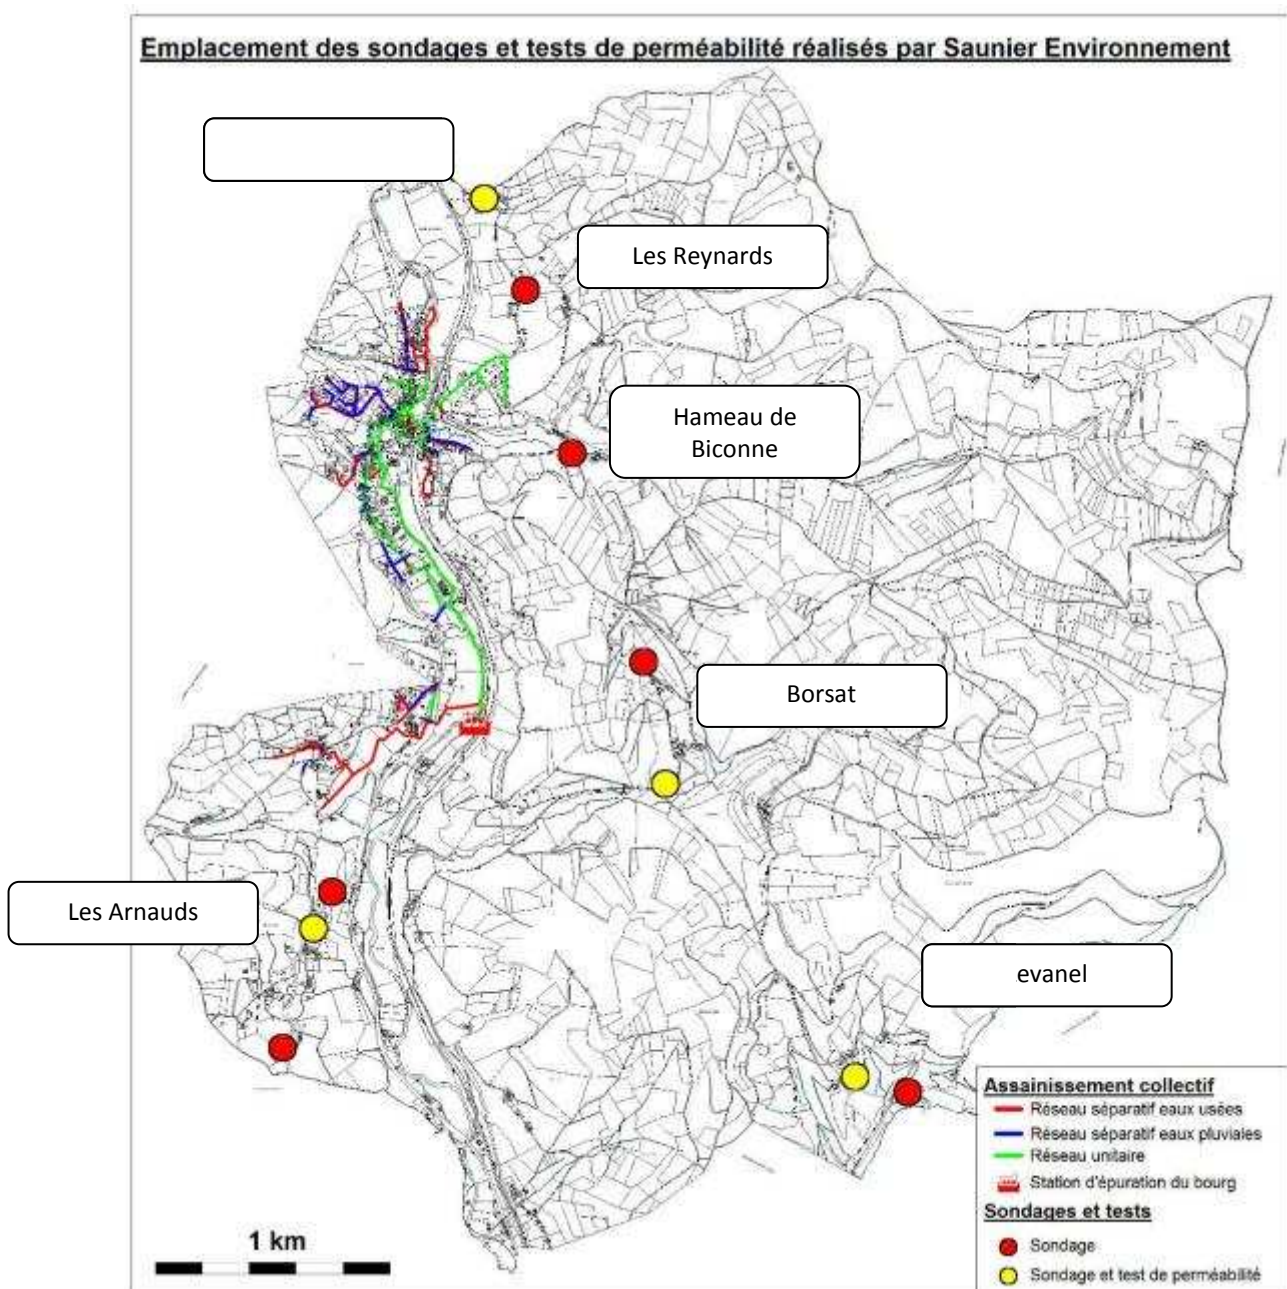 Emplacement des sondages et tests de perméabilité réalisés par Saunier Environnement
Les Reynards
Hameau de
Biconne
Borsat
Les Arnauds
evanel
Assainissement collectif
Réseau séparatif eaux usées
Réseau séparatif eaux pluviales
Réseau unitaire
Station d'épuration du bourg
Sondages et tests
Sondage
Sondage et test de perméabilité
1 km